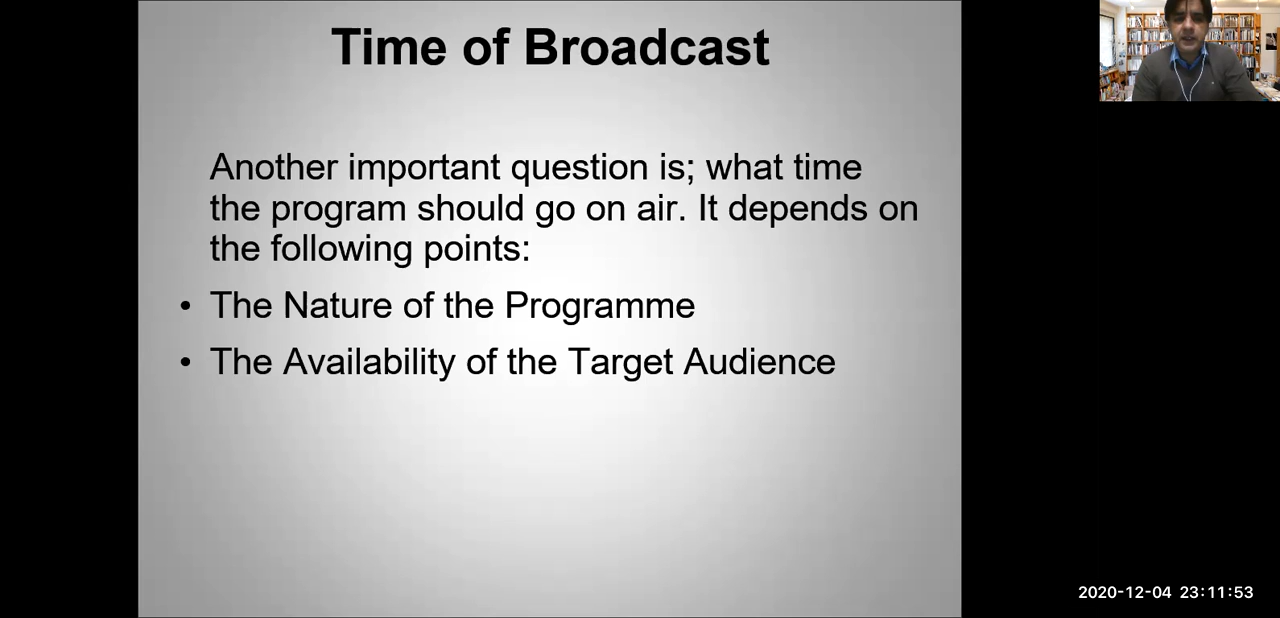 Time of Broadcast
Another important question is; what time
the program should go on air. It depends on
the following points:
• The Nature of the Programme
• The Availability of the Target Audience
2020-12-04 23:11:53